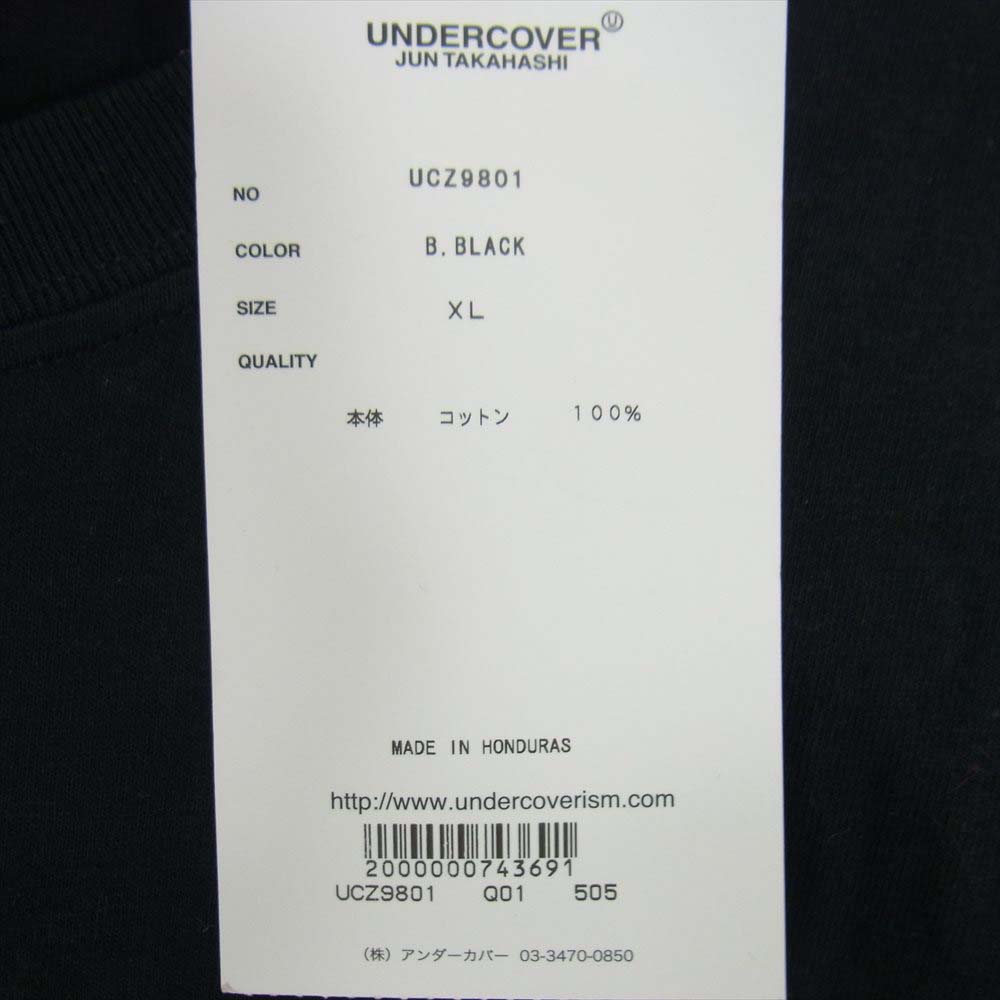 UNDERCOVER Ⓤ
JUN TAKAHASHI
NO UCZ9801
COLOR B.BLACK
SIZE XL
QUALITY
本体 コットン 100%
MADE IN HONDURAS
http://www.undercoverism.com
2000000743691
UCZ9801 Q01 505
（株）アンダーカバー 03-3470-0850